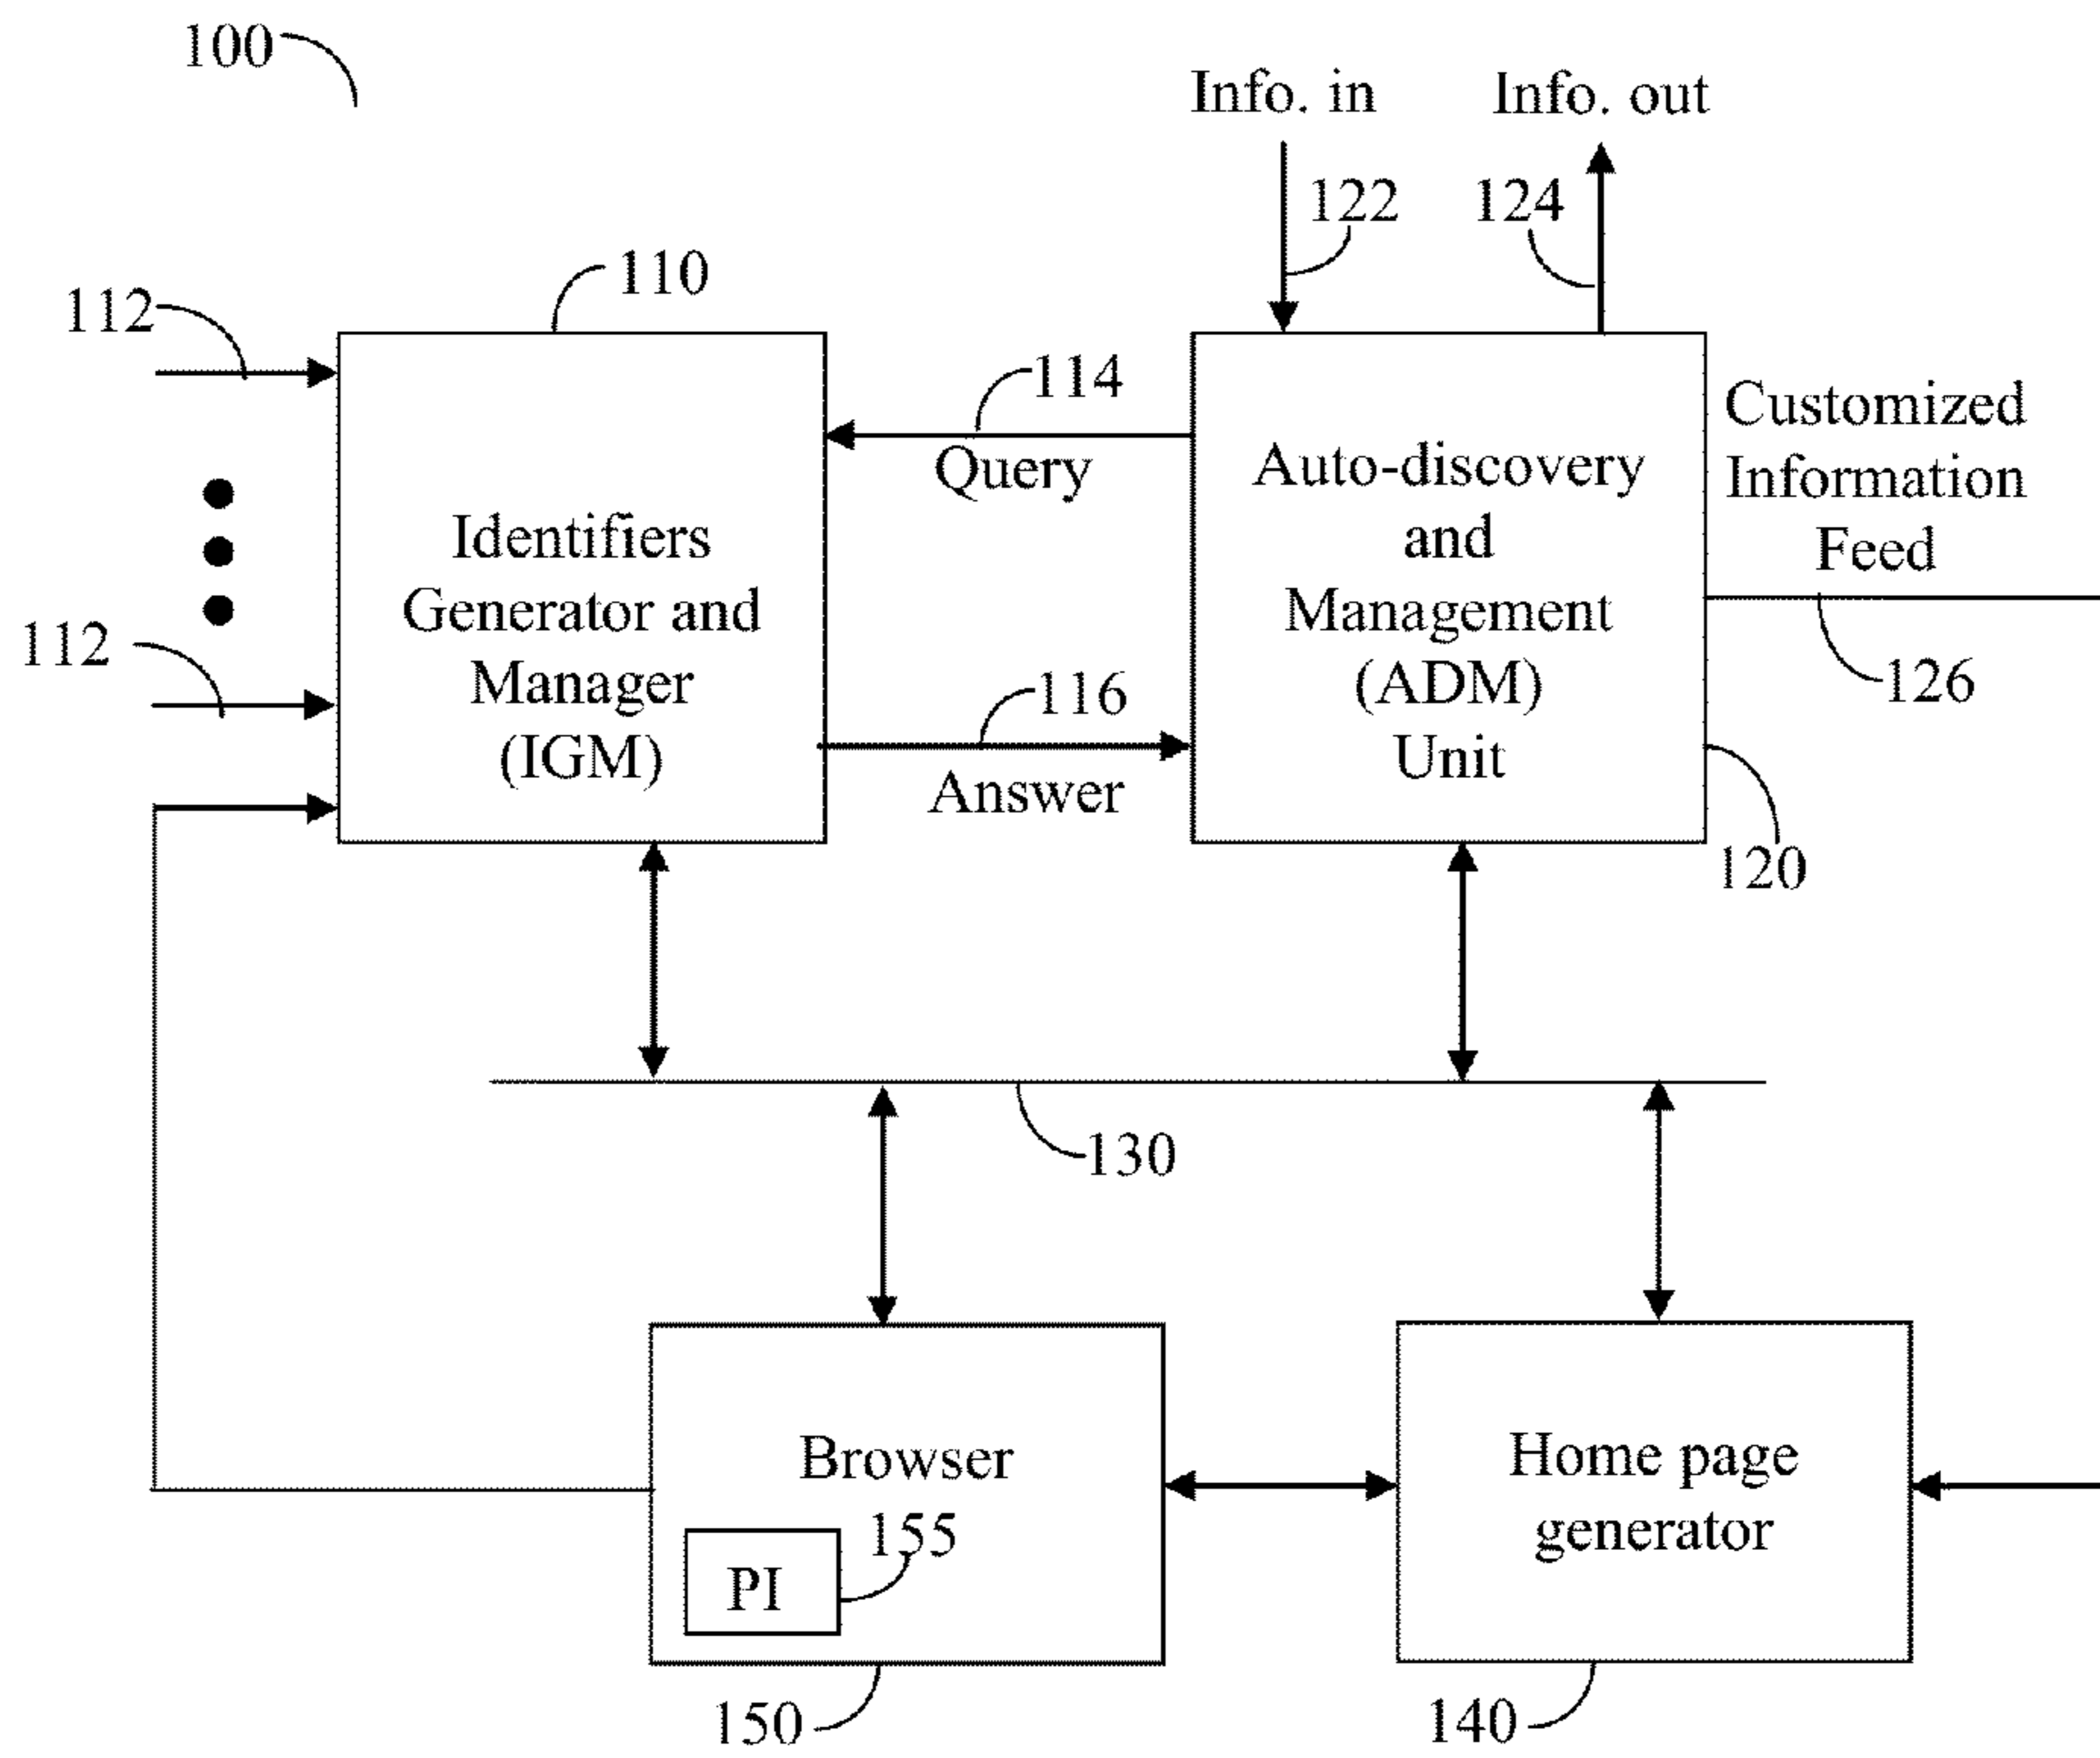 100
Info. in
Info. out
122
124
110
112
114
Query
Customized
Information
Feed
Identifiers
Generator and
Manager
(IGM)
Auto-discovery
and
Management
(ADM)
Unit
112
116
Answer
126
120
130
Browser
155
PI
Home page
generator
150
140